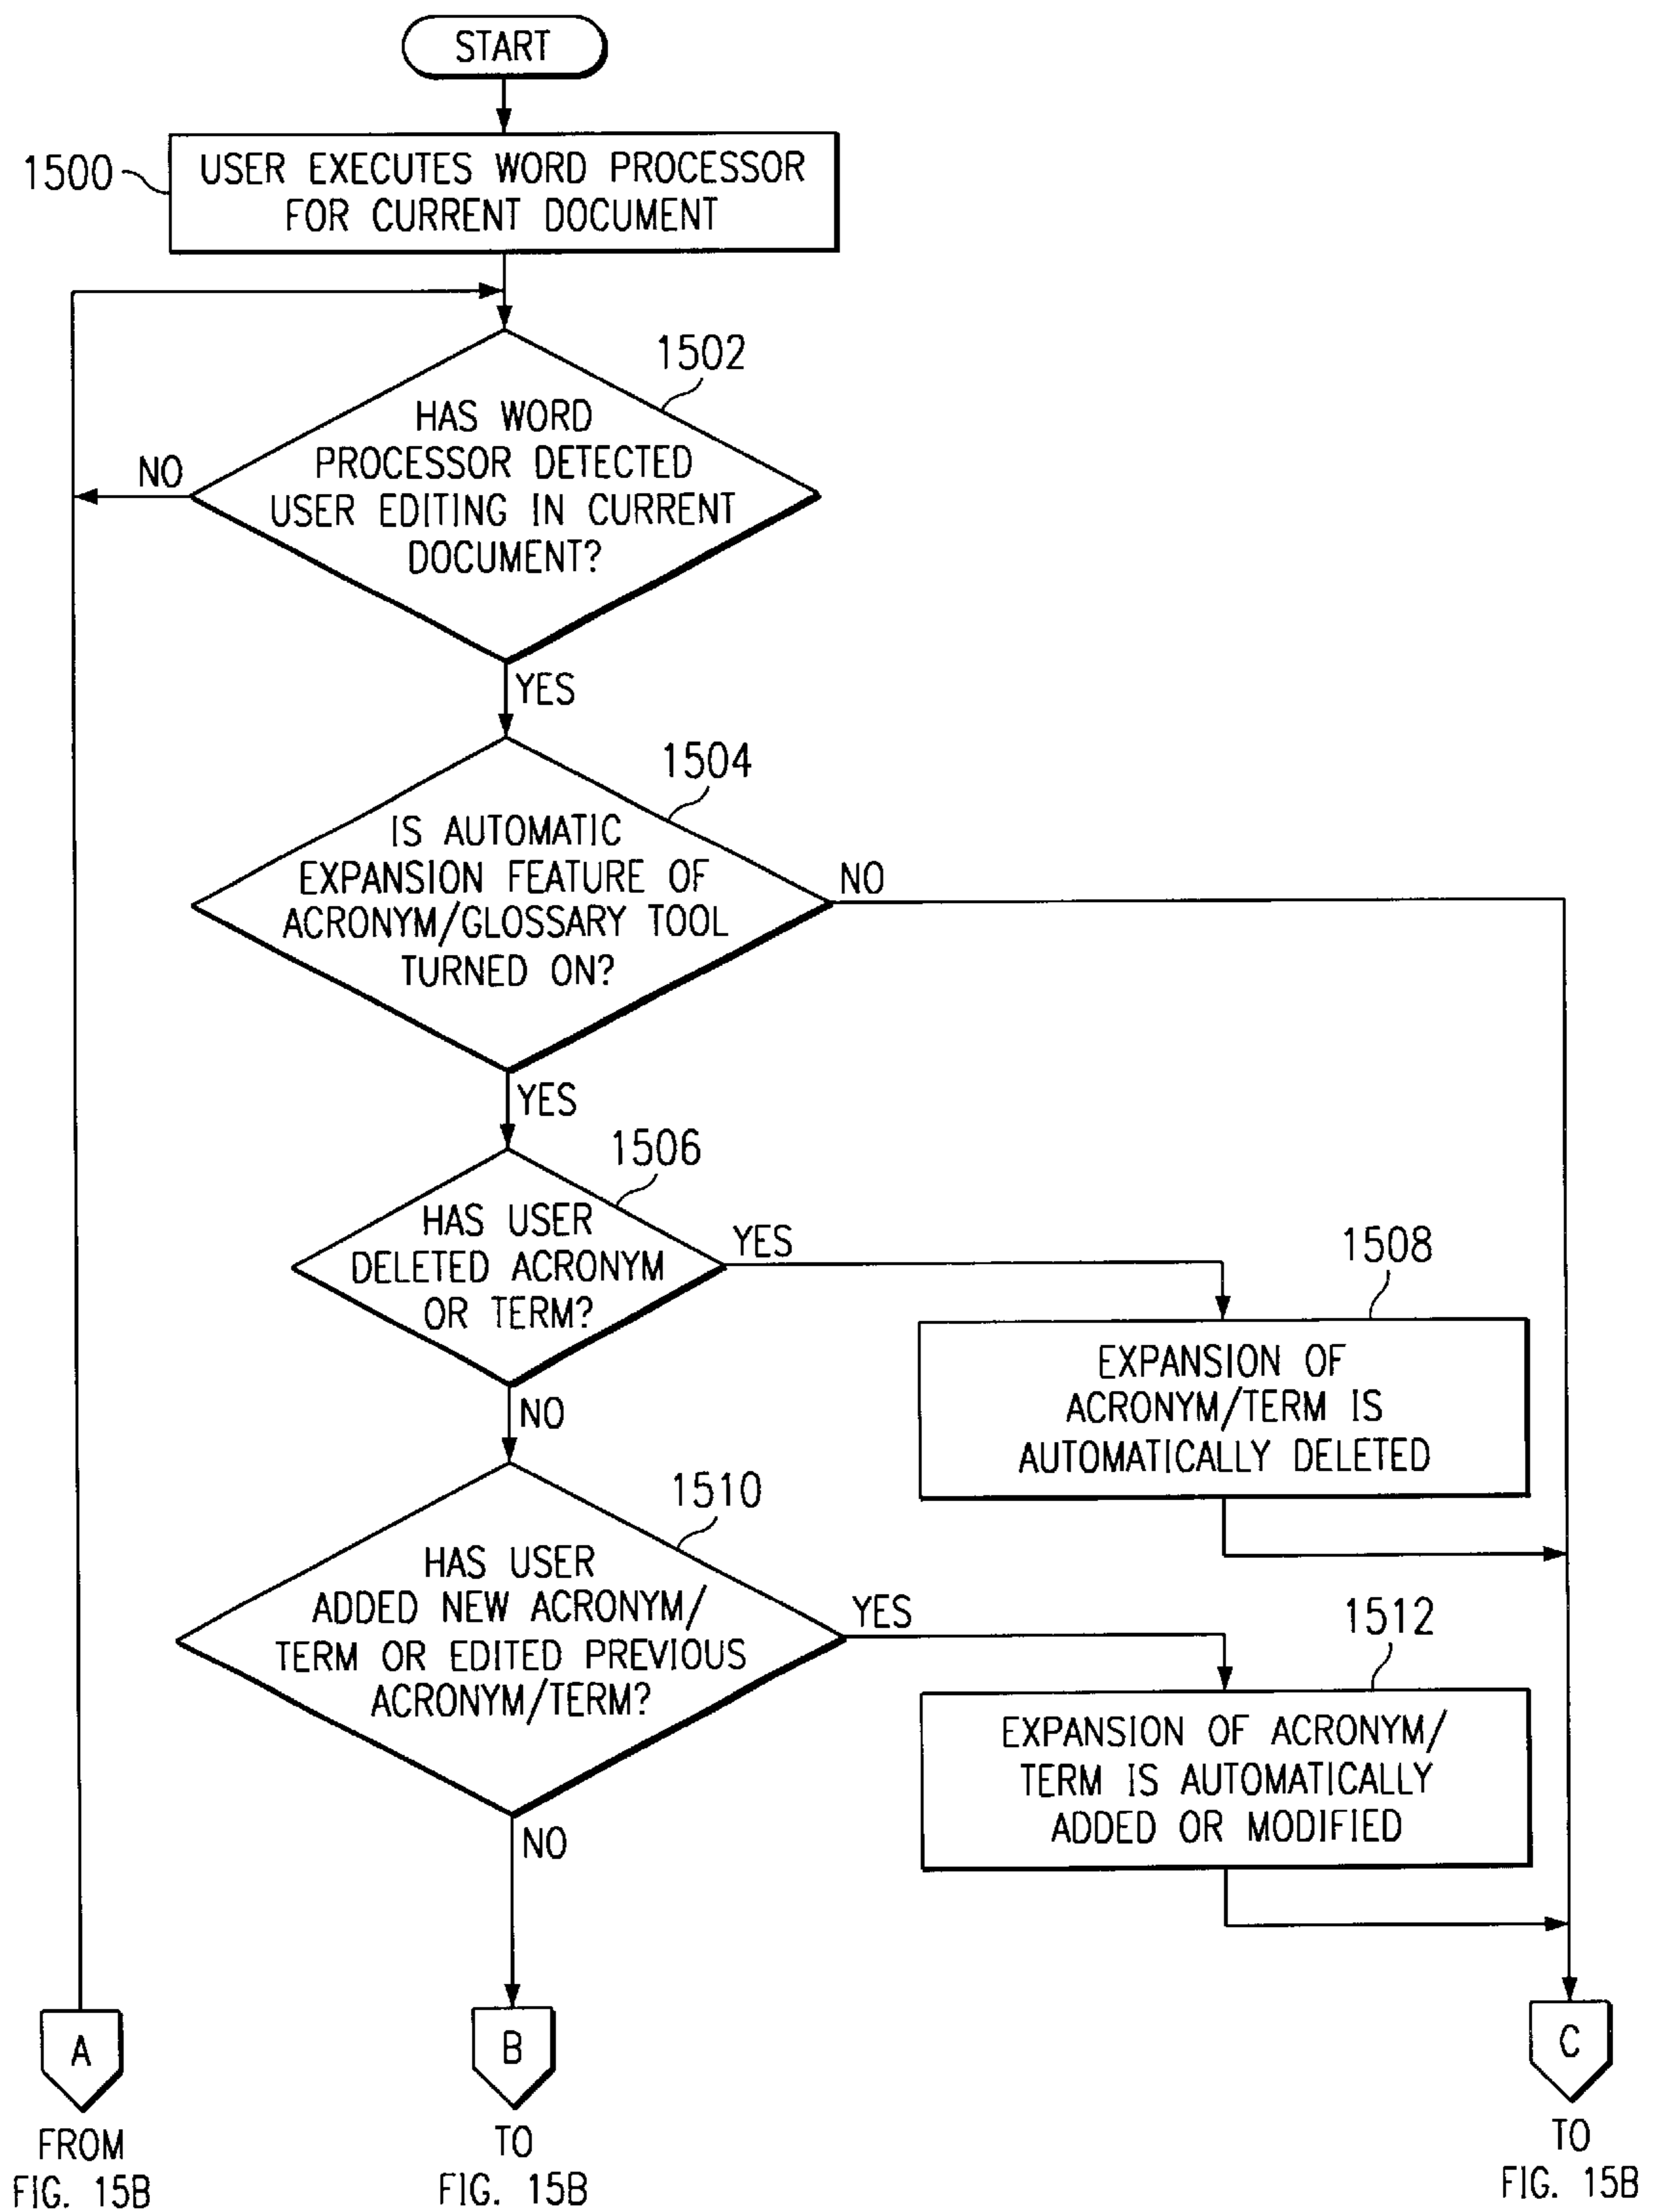 START
1500
USER EXECUTES WORD PROCESSOR
FOR CURRENT DOCUMENT
1502
HAS WORD
PROCESSOR DETECTED
USER EDITING IN CURRENT
DOCUMENT?
NO
YES
1504
IS AUTOMATIC
EXPANSION FEATURE OF
ACRONYM/GLOSSARY TOOL
TURNED ON?
NO
YES
1506
HAS USER
DELETED ACRONYM
OR TERM?
YES
NO
1508
EXPANSION OF
ACRONYM/TERM IS
AUTOMATICALLY DELETED
1510
HAS USER
ADDED NEW ACRONYM/
TERM OR EDITED PREVIOUS
ACRONYM/TERM?
YES
NO
1512
EXPANSION OF ACRONYM/
TERM IS AUTOMATICALLY
ADDED OR MODIFIED
A
FROM
FIG. 15B
B
TO
FIG. 15B
C
TO
FIG. 15B